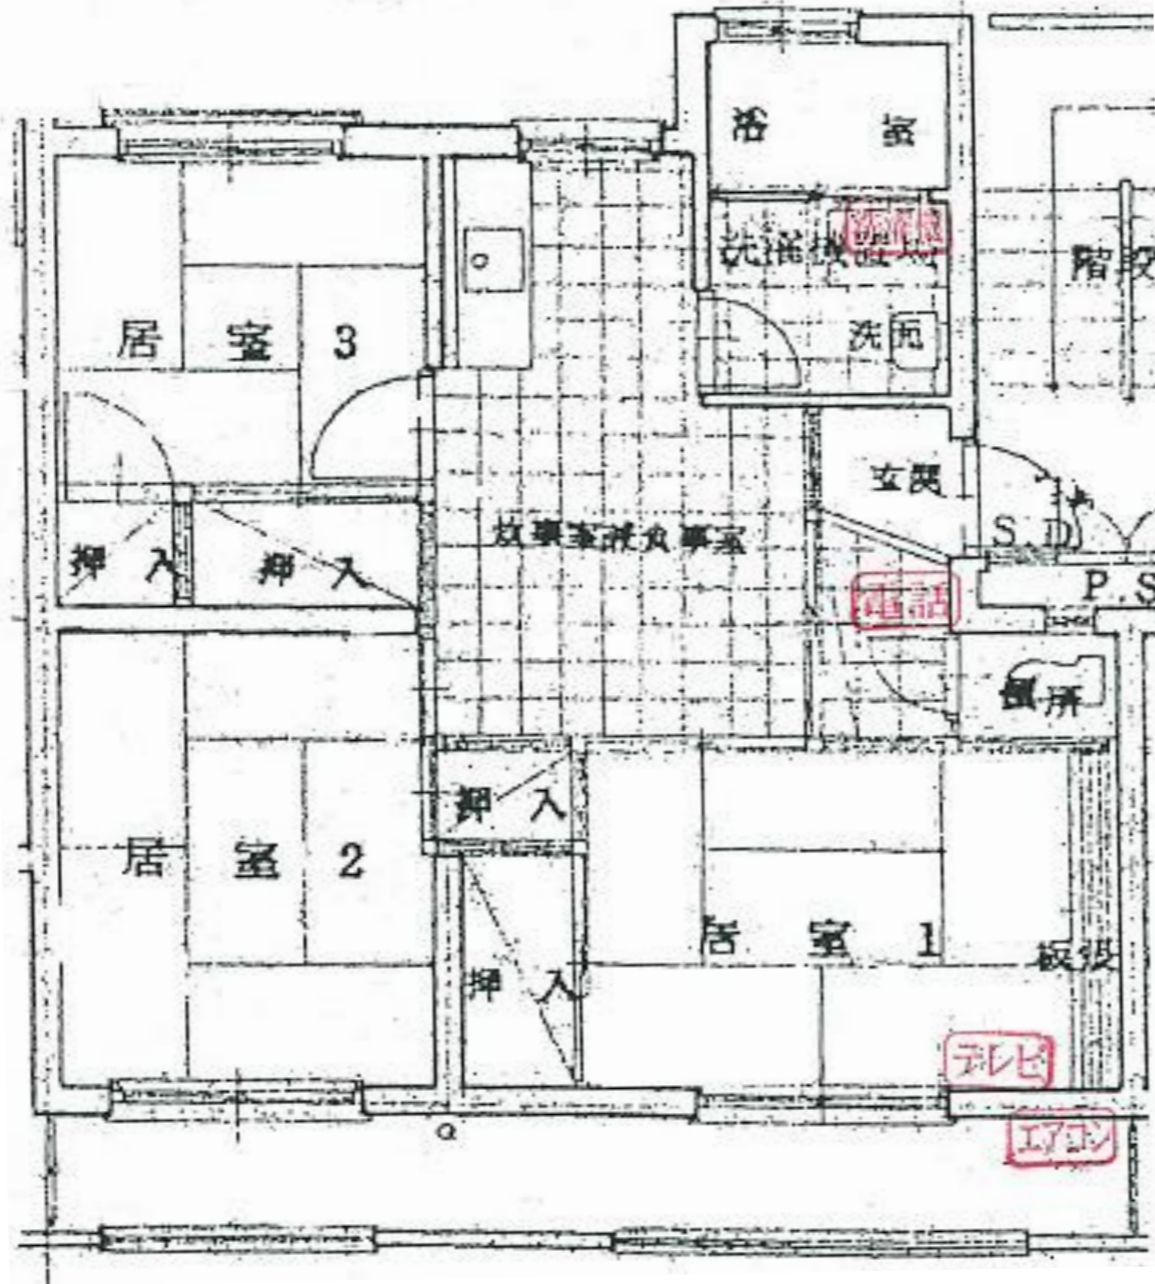 浴室
洗濯機置場
洗濯機
階段
洗面
居室3
玄関
S.D
炊事室兼食事室
押入
押入
電話
P.S
便所
押入
居室2
居室1
板張
押入
テレビ
エアコン